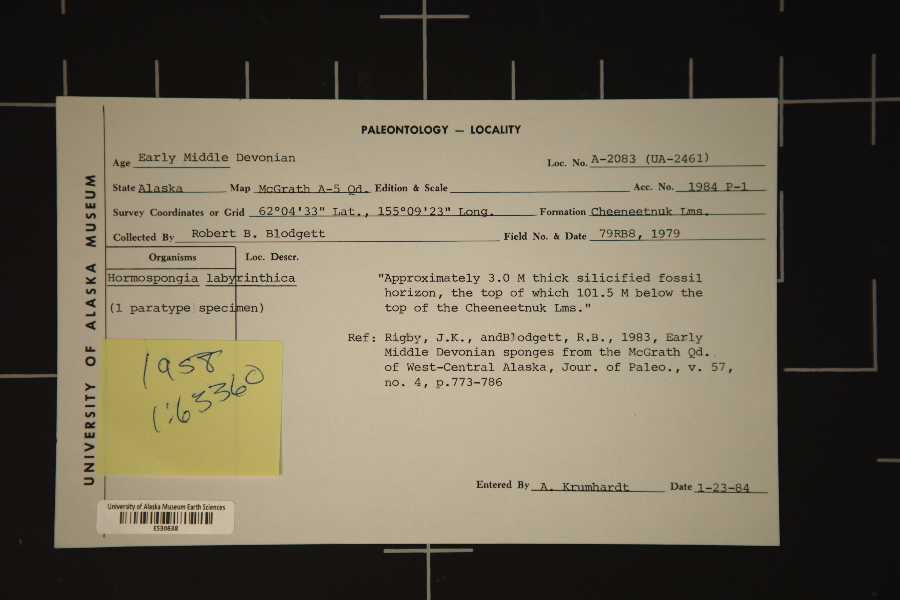 PALEONTOLOGY — LOCALITY
Age Early Middle Devonian Loc. No. A-2083 (UA-2461)
State Alaska Map McGrath A-5 Qd. Edition & Scale Acc. No. 1984 P-1
Survey Coordinates or Grid 62°04'33" Lat., 155°09'23" Long. Formation Cheeneetnuk Lms.
Collected By Robert B. Blodgett Field No. & Date 79RB8, 1979
Organisms Loc. Descr.
Hormospongia labyrinthica
(1 paratype specimen)
"Approximately 3.0 M thick silicified fossil
horizon, the top of which 101.5 M below the
top of the Cheeneetnuk Lms."
Ref: Rigby, J.K., andBlodgett, R.B., 1983, Early
Middle Devonian sponges from the McGrath Qd.
of West-Central Alaska, Jour. of Paleo., v. 57,
no. 4, p.773-786
1958
1:63360
Entered By A. Krumhardt Date 1-23-84
UNIVERSITY OF ALASKA MUSEUM
University of Alaska Museum Earth Sciences